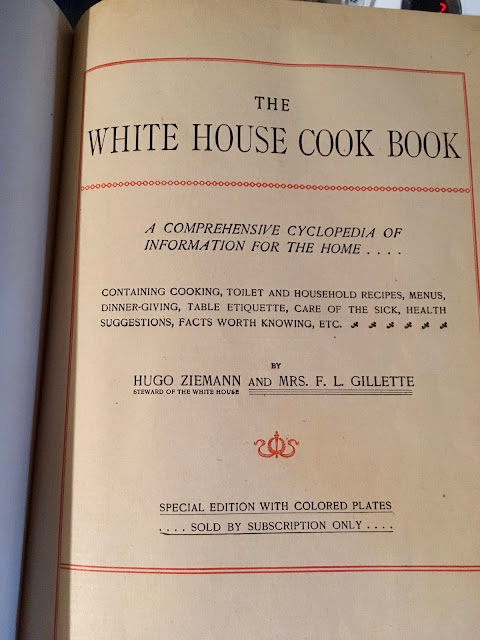 THE
WHITE HOUSE COOK BOOK
A COMPREHENSIVE CYCLOPEDIA OF
INFORMATION FOR THE HOME . . . .
CONTAINING COOKING, TOILET AND HOUSEHOLD RECIPES, MENUS,
DINNER-GIVING, TABLE ETIQUETTE, CARE OF THE SICK, HEALTH
SUGGESTIONS, FACTS WORTH KNOWING, ETC.
BY
HUGO ZIEMANN AND MRS. F. L. GILLETTE
STEWARD OF THE WHITE HOUSE
SPECIAL EDITION WITH COLORED PLATES
. . . . SOLD BY SUBSCRIPTION ONLY . . . .